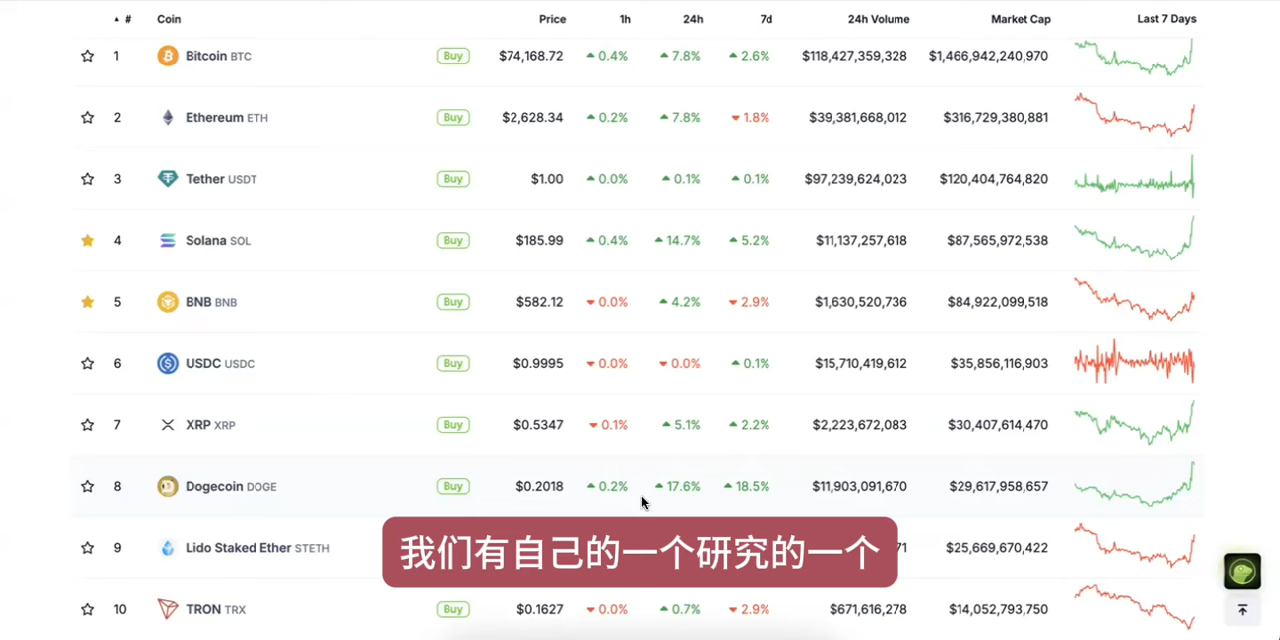 # Coin Price 1h 24h 7d 24h Volume Market Cap Last 7 Days
1 Bitcoin BTC Buy $74,168.72 0.4% 7.8% 2.6% $118,427,359,328 $1,466,942,240,970
2 Ethereum ETH Buy $2,628.34 0.2% 7.8% 1.8% $39,381,668,012 $316,729,380,881
3 Tether USDT Buy $1.00 0.0% 0.1% 0.1% $97,239,624,023 $120,404,764,820
4 Solana SOL Buy $185.99 0.4% 14.7% 5.2% $11,137,257,618 $87,565,972,538
5 BNB BNB Buy $582.12 0.0% 4.2% 2.9% $1,630,520,736 $84,922,099,518
6 USDC USDC Buy $0.9995 0.0% 0.0% 0.1% $15,710,419,612 $35,856,116,903
7 XRP XRP Buy $0.5347 0.1% 5.1% 2.2% $2,223,672,083 $30,407,614,470
8 Dogecoin DOGE Buy $0.2018 0.2% 17.6% 18.5% $11,903,091,670 $29,617,958,657
9 Lido Staked Ether STETH $25,669,670,422
我们有自己的一个研究的一个
10 TRON TRX Buy $0.1627 0.0% 0.7% 2.9% $671,616,278 $14,052,793,750